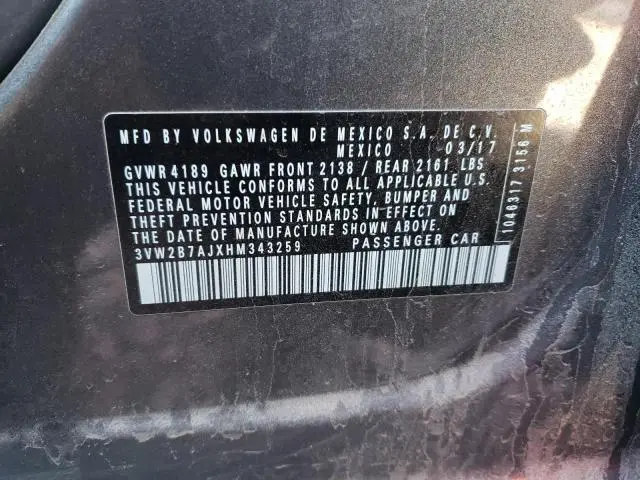 MFD BY VOLKSWAGEN DE MEXICO S.A. DE C.V.
MEXICO 03/17
GVWR 4189 GAWR FRONT 2138 / REAR 2161 LBS
THIS VEHICLE CONFORMS TO ALL APPLICABLE U.S.
FEDERAL MOTOR VEHICLE SAFETY, BUMPER AND
THEFT PREVENTION STANDARDS IN EFFECT ON
THE DATE OF MANUFACTURE SHOWN ABOVE.
3VW2B7AJXHM343259 PASSENGER CAR
1046317 3156 M